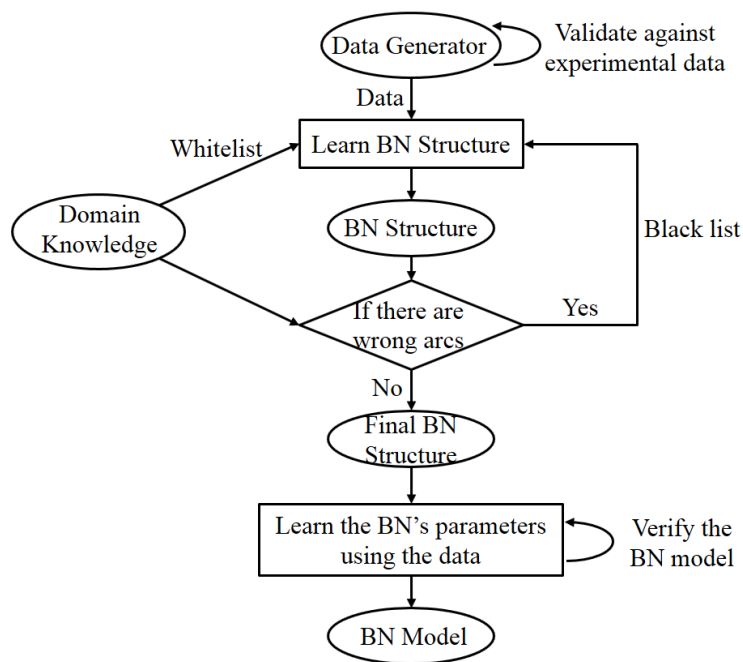 Data Generator
Validate against
experimental data
Data
Whitelist
Learn BN Structure
Domain
Knowledge
BN Structure
Black list
If there are
wrong arcs
Yes
No
Final BN
Structure
Learn the BN’s parameters
using the data
Verify the
BN model
BN Model